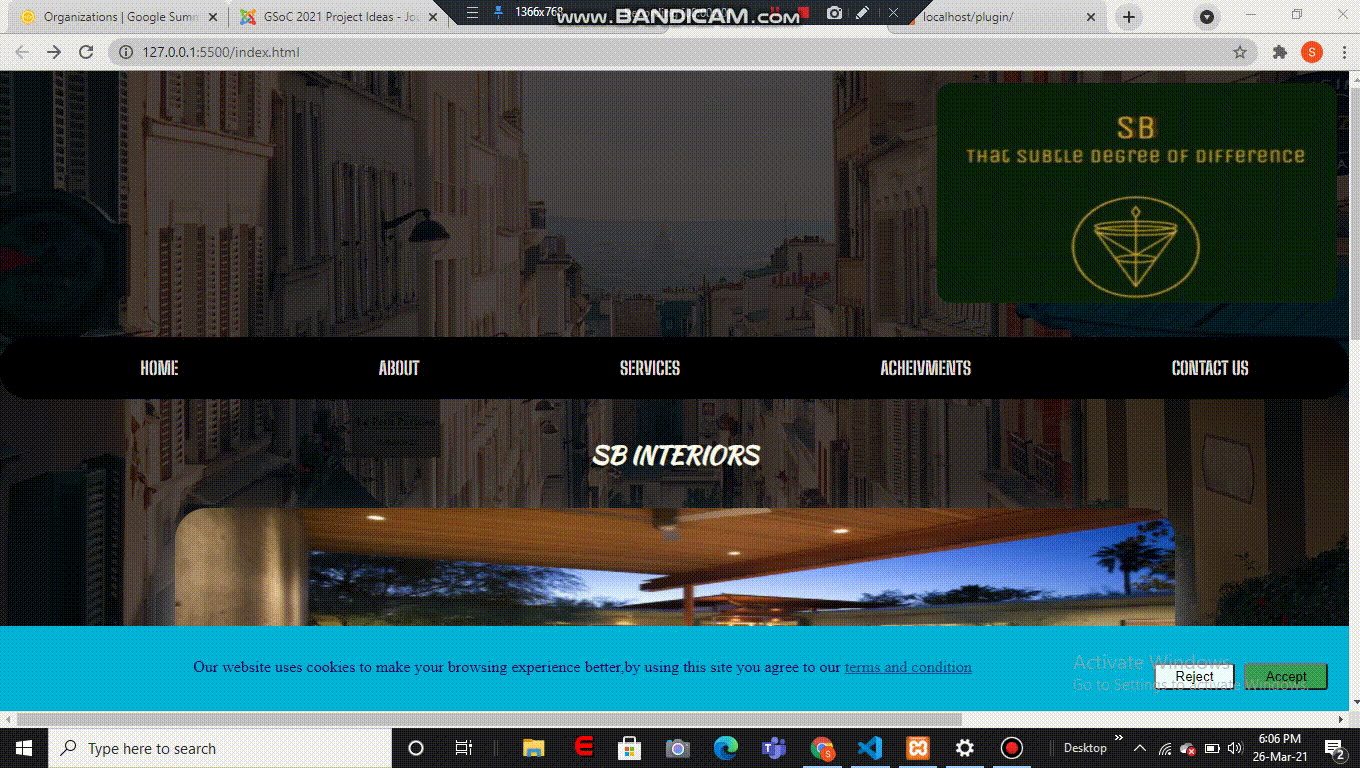 Organizations | Google Summ
GSoC 2021 Project Ideas - Jo
1366x768
www.BANDICAM.com
localhost/plugin/
127.0.0.1:5500/index.html
S
SB
THAT SUBTLE DEGREE OF DIFFERENCE
HOME
ABOUT
SERVICES
ACHEIVMENTS
CONTACT US
SB INTERIORS
Our website uses cookies to make your browsing experience better,by using this site you agree to our terms and condition
Activate Windows
Go to Settings to activate Windows.
Reject
Accept
Type here to search
Desktop
6:06 PM
26-Mar-21
2